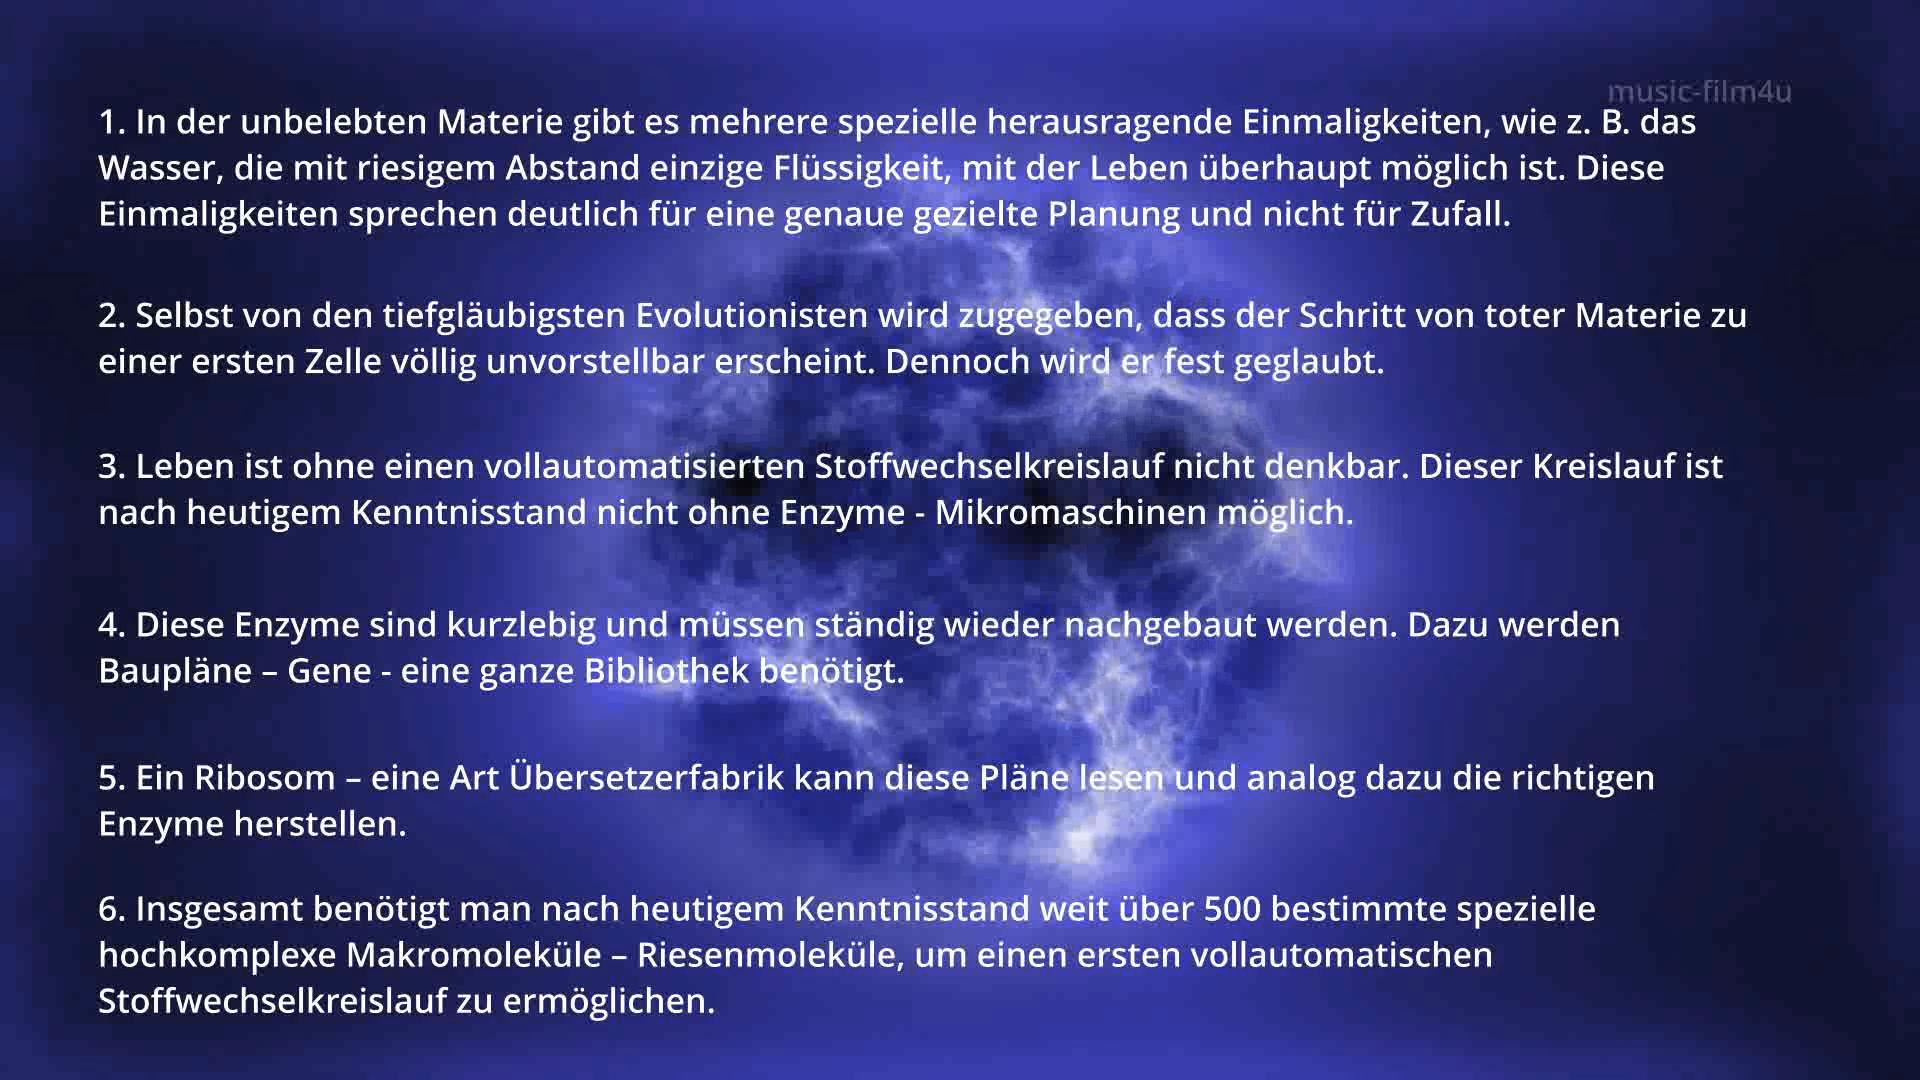 music-film4u
1. In der unbelebten Materie gibt es mehrere spezielle herausragende Einmaligkeiten, wie z. B. das
Wasser, die mit riesigem Abstand einzige Flüssigkeit, mit der Leben überhaupt möglich ist. Diese
Einmaligkeiten sprechen deutlich für eine genaue gezielte Planung und nicht für Zufall.
2. Selbst von den tiefgläubigsten Evolutionisten wird zugegeben, dass der Schritt von toter Materie zu
einer ersten Zelle völlig unvorstellbar erscheint. Dennoch wird er fest geglaubt.
3. Leben ist ohne einen vollautomatisierten Stoffwechselkreislauf nicht denkbar. Dieser Kreislauf ist
nach heutigem Kenntnisstand nicht ohne Enzyme - Mikromaschinen möglich.
4. Diese Enzyme sind kurzlebig und müssen ständig wieder nachgebaut werden. Dazu werden
Baupläne – Gene - eine ganze Bibliothek benötigt.
5. Ein Ribosom – eine Art Übersetzerfabrik kann diese Pläne lesen und analog dazu die richtigen
Enzyme herstellen.
6. Insgesamt benötigt man nach heutigem Kenntnisstand weit über 500 bestimmte spezielle
hochkomplexe Makromoleküle – Riesenmoleküle, um einen ersten vollautomatischen
Stoffwechselkreislauf zu ermöglichen.